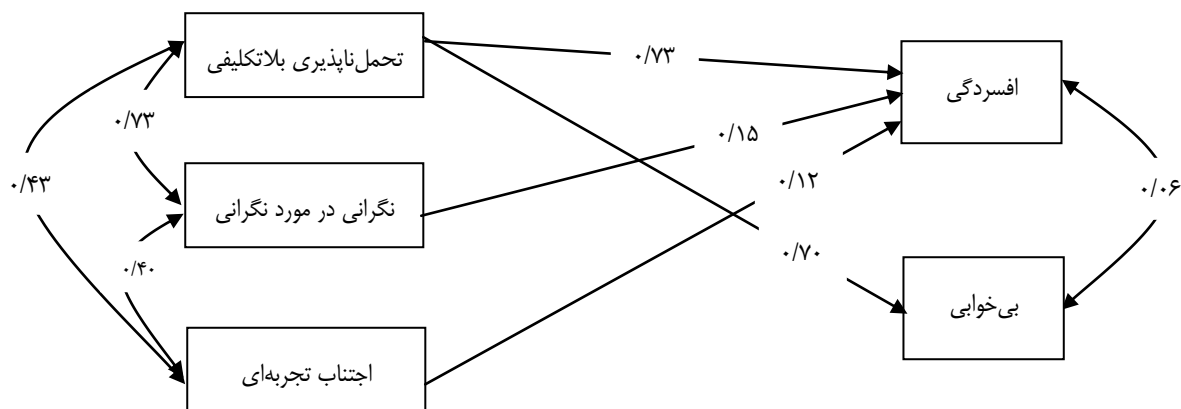 تحمل‌ناپذیری بلاتکلیفی
۰/۷۳
افسردگی
۰/۷۳
۰/۱۵
۰/۴۳
نگرانی در مورد نگرانی
۰/۱۲
۰/۰۶
۰/۴۰
۰/۷۰
بی‌خوابی
اجتناب تجربه‌ای